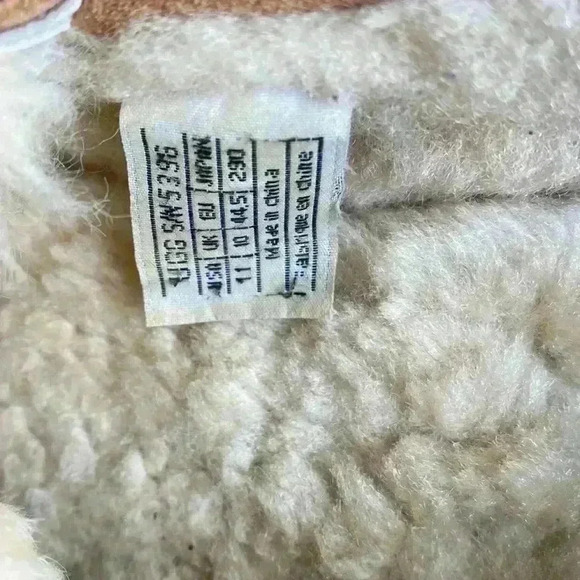 UGG S/N 5396
USA UK EU JAPAN
11 10 44.5 290
Made in china
Fabriqué en chine